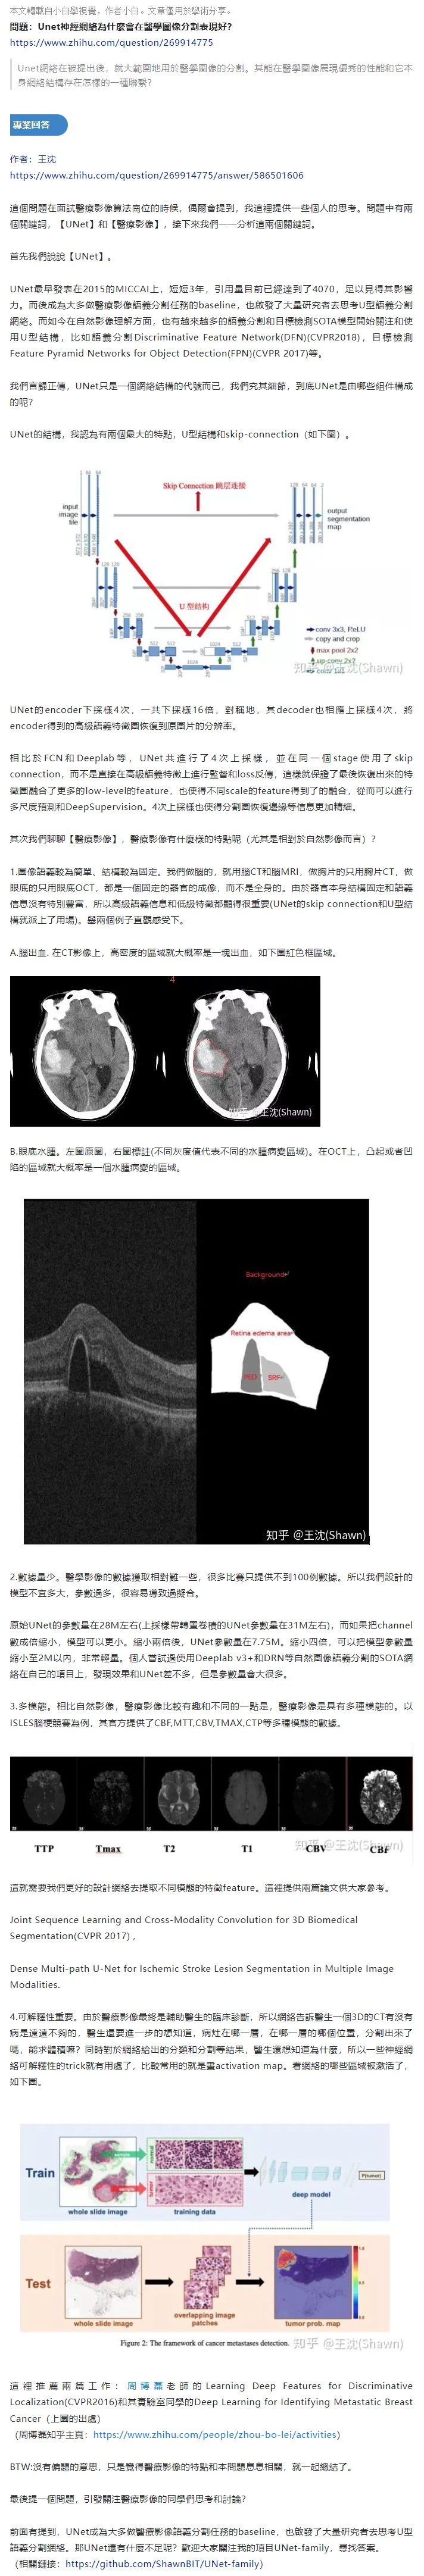 本文轉載自小白學視覺，作者小白。文章僅用於學術分享。
問題：Unet神經網絡為什麼會在醫學圖像分割表現好?
https://www.zhihu.com/question/269914775
Unet網絡在被提出後，就大範圍地用於醫學圖像的分割。其能在醫學圖像展現優秀的性能和它本
身網絡結構存在怎樣的一種聯繫?
專業回答
作者：王沈
https://www.zhihu.com/question/269914775/answer/586501606
這個問題在面試醫療影像算法崗位的時候，偶爾會提到，我這裡提供一些個人的思考。問題中有兩
個關鍵詞，【UNet】和【醫療影像】，接下來我們一一分析這兩個關鍵詞。
首先我們說說【UNet】。
UNet最早發表在2015的MICCAI上，短短3年，引用量目前已經達到了4070，足以見得其影響
力。而後成為大多做醫療影像語義分割任務的baseline，也啟發了大量研究者去思考U型語義分割
網絡。而如今在自然影像理解方面，也有越來越多的語義分割和目標檢測SOTA模型開始關注和使
用U型結構，比如語義分割Discriminative Feature Network(DFN)(CVPR2018)，目標檢測
Feature Pyramid Networks for Object Detection(FPN)(CVPR 2017)等。
我們言歸正傳，UNet只是一個網絡結構的代號而已，我們究其細節，到底UNet是由哪些組件構成
的呢?
UNet的結構，我認為有兩個最大的特點，U型結構和skip-connection（如下圖）。
Skip Connection 跳层连接
input
image
tile
output
segmentation
map
U 型结构
conv 3x3, ReLU
copy and crop
max pool 2x2
up-conv 2x2
知乎 @王沈(Shawn)
UNet的encoder下採樣4次，一共下採樣16倍，對稱地，其decoder也相應上採樣4次，將
encoder得到的高級語義特徵圖恢復到原圖片的分辨率。
相比於FCN和Deeplab等，UNet共進行了4次上採樣，並在同一個stage使用了skip
connection，而不是直接在高級語義特徵上進行監督和loss反傳，這樣就保證了最後恢復出來的特
徵圖融合了更多的low-level的feature，也使得不同scale的feature得到了的融合，從而可以進行
多尺度預測和DeepSupervision。4次上採樣也使得分割圖恢復邊緣等信息更加精細。
其次我們聊聊【醫療影像】，醫療影像有什麼樣的特點呢（尤其是相對於自然影像而言）?
1.圖像語義較為簡單、結構較為固定。我們做腦的，就用腦CT和腦MRI，做胸片的只用胸片CT，做
眼底的只用眼底OCT，都是一個固定的器官的成像，而不是全身的。由於器官本身結構固定和語義
信息沒有特別豐富，所以高級語義信息和低級特徵都顯得很重要(UNet的skip connection和U型結
構就派上了用場)。舉兩個例子直觀感受下。
A.腦出血. 在CT影像上，高密度的區域就大概率是一塊出血，如下圖紅色框區域。
4
知乎 @王沈(Shawn)
B.眼底水腫。左圖原圖，右圖標註(不同灰度值代表不同的水腫病變區域)。在OCT上，凸起或者凹
陷的區域就大概率是一個水腫病變的區域。
Background
Retina edema area
PED
SRF
知乎 @王沈(Shawn)
2.數據量少。醫學影像的數據獲取相對難一些，很多比賽只提供不到100例數據。所以我們設計的
模型不宜多大，參數過多，很容易導致過擬合。
原始UNet的參數量在28M左右(上採樣帶轉置卷積的UNet參數量在31M左右)，而如果把channel
數成倍縮小，模型可以更小。縮小兩倍後，UNet參數量在7.75M。縮小四倍，可以把模型參數量
縮小至2M以內，非常輕量。個人嘗試過使用Deeplab v3+和DRN等自然圖像語義分割的SOTA網
絡在自己的項目上，發現效果和UNet差不多，但是參數量會大很多。
3.多模態。相比自然影像，醫療影像比較有趣和不同的一點是，醫療影像是具有多種模態的。以
ISLES腦梗競賽為例，其官方提供了CBF,MTT,CBV,TMAX,CTP等多種模態的數據。
知乎 @王沈(Shawn)
TTP Tmax T2 T1 CBV CBF
這就需要我們更好的設計網絡去提取不同模態的特徵feature。這裡提供兩篇論文供大家參考。
Joint Sequence Learning and Cross-Modality Convolution for 3D Biomedical
Segmentation(CVPR 2017) ,
Dense Multi-path U-Net for Ischemic Stroke Lesion Segmentation in Multiple Image
Modalities.
4.可解釋性重要。由於醫療影像最終是輔助醫生的臨床診斷，所以網絡告訴醫生一個3D的CT有沒有
病是遠遠不夠的，醫生還要進一步的想知道，病灶在哪一層，在哪一層的哪個位置，分割出來了
嗎，能求體積嘛? 同時對於網絡給出的分類和分割等結果，醫生還想知道為什麼，所以一些神經網
絡可解釋性的trick就有用處了，比較常用的就是畫activation map。看網絡的哪些區域被激活了，
如下圖。
Train
whole slide image
normal
tumor
training data
deep model
P(tumor)
Test
whole slide image
overlapping image
patches
tumor prob. map
Figure 2: The framework of cancer metastases detection.
知乎 @王沈(Shawn)
這裡推薦兩篇工作：周博磊老師的Learning Deep Features for Discriminative
Localization(CVPR2016)和其實驗室同學的Deep Learning for Identifying Metastatic Breast
Cancer（上圖的出處）
（周博磊知乎主頁：https://www.zhihu.com/people/zhou-bo-lei/activities）
BTW:沒有偏題的意思，只是覺得醫療影像的特點和本問題息息相關，就一起總結了。
最後提一個問題，引發關注醫療影像的同學們思考和討論?
前面有提到，UNet成為大多做醫療影像語義分割任務的baseline，也啟發了大量研究者去思考U型
語義分割網絡。那UNet還有什麼不足呢? 歡迎大家關注我的項目UNet-family，尋找答案。
（相關鏈接：https://github.com/ShawnBIT/UNet-family）